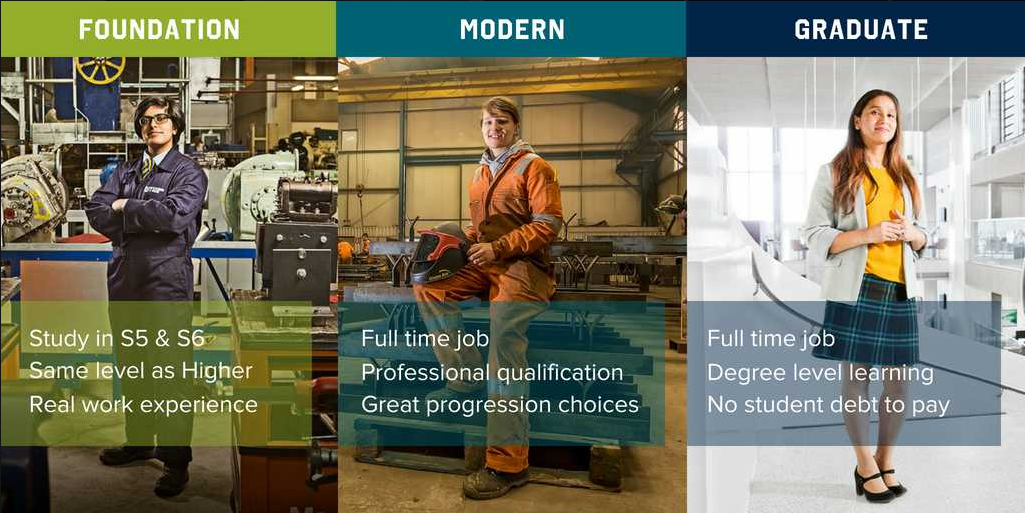 FOUNDATION
MODERN
GRADUATE
Study in S5 & S6
Same level as Higher
Real work experience
Full time job
Professional qualification
Great progression choices
Full time job
Degree level learning
No student debt to pay